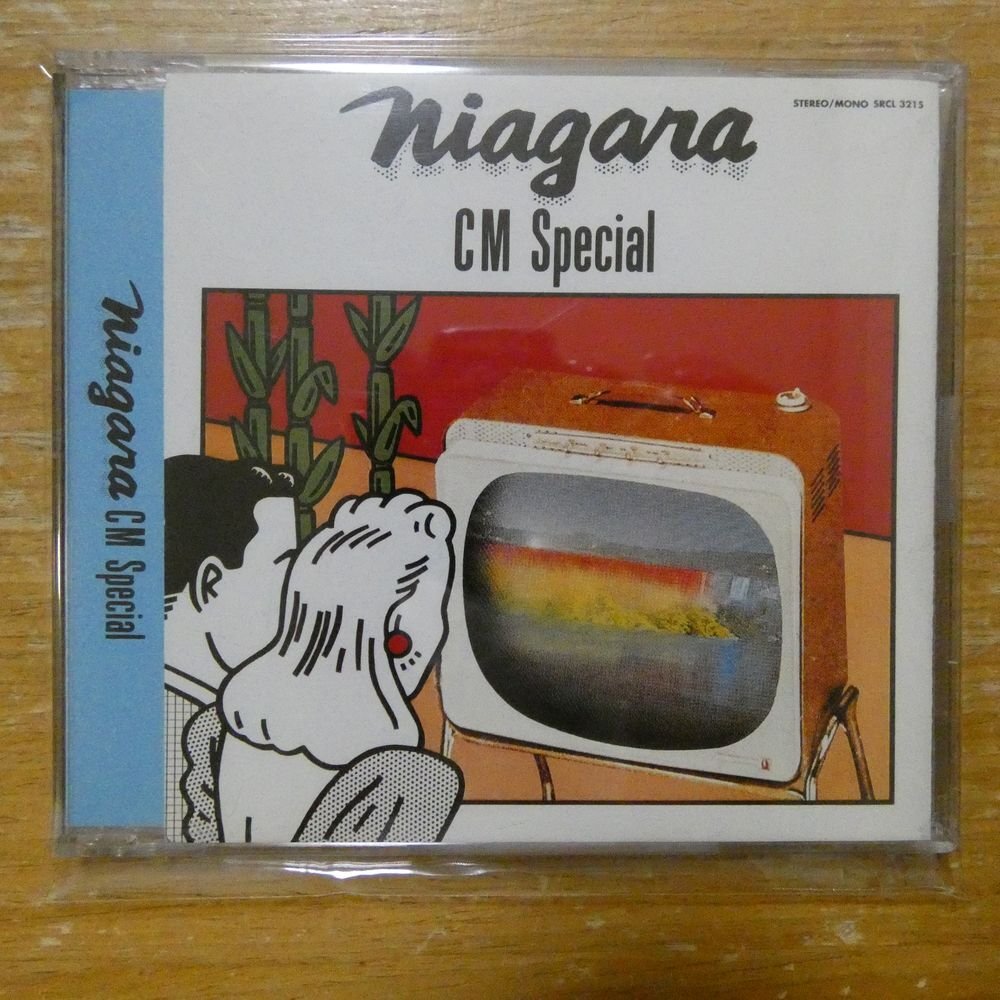 niagara
STEREO/MONO SRCL 3215
CM Special
niagara CM Special